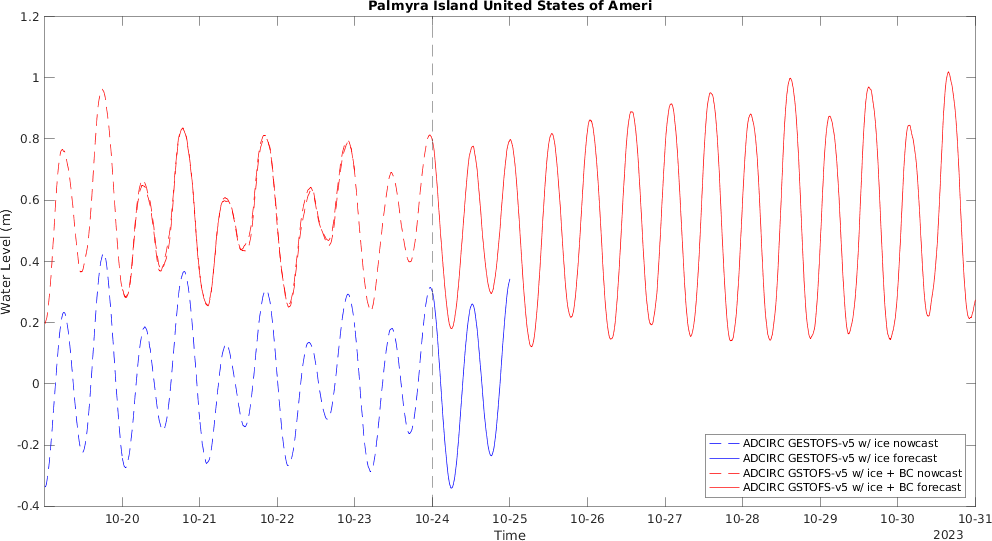 Palmyra Island United States of Ameri
1.2
1
0.8
0.6
0.4
0.2
0
-0.2
-0.4
Water Level (m)
ADCIRC GESTOFS-v5 w/ ice nowcast
ADCIRC GESTOFS-v5 w/ ice forecast
ADCIRC GSTOFS-v5 w/ ice + BC nowcast
ADCIRC GSTOFS-v5 w/ ice + BC forecast
10-20 10-21 10-22 10-23 10-24 10-25 10-26 10-27 10-28 10-29 10-30 10-31
Time 2023